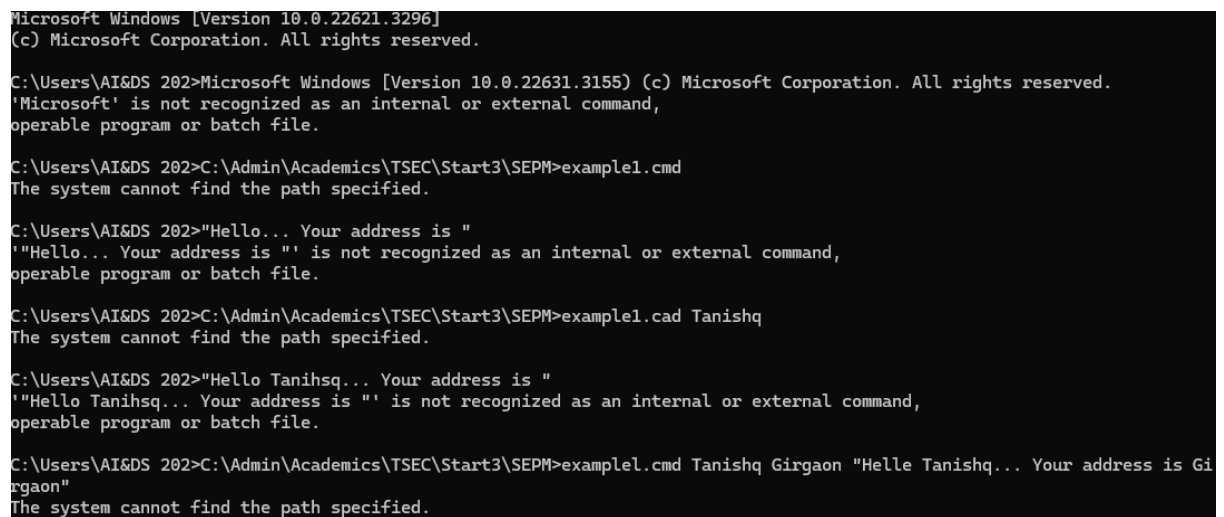 Microsoft Windows [Version 10.0.22621.3296]
(c) Microsoft Corporation. All rights reserved.
C:\Users\AI&DS 202>Microsoft Windows [Version 10.0.22631.3155) (c) Microsoft Corporation. All rights reserved.
'Microsoft' is not recognized as an internal or external command,
operable program or batch file.
C:\Users\AI&DS 202>C:\Admin\Academics\TSEC\Start3\SEPM>example1.cmd
The system cannot find the path specified.
C:\Users\AI&DS 202>"Hello... Your address is "
'"Hello... Your address is "' is not recognized as an internal or external command,
operable program or batch file.
C:\Users\AI&DS 202>C:\Admin\Academics\TSEC\Start3\SEPM>example1.cad Tanishq
The system cannot find the path specified.
C:\Users\AI&DS 202>"Hello Tanihsq... Your address is "
'"Hello Tanihsq... Your address is "' is not recognized as an internal or external command,
operable program or batch file.
C:\Users\AI&DS 202>C:\Admin\Academics\TSEC\Start3\SEPM>examplel.cmd Tanishq Girgaon "Helle Tanishq... Your address is Gi
rgaon"
The system cannot find the path specified.